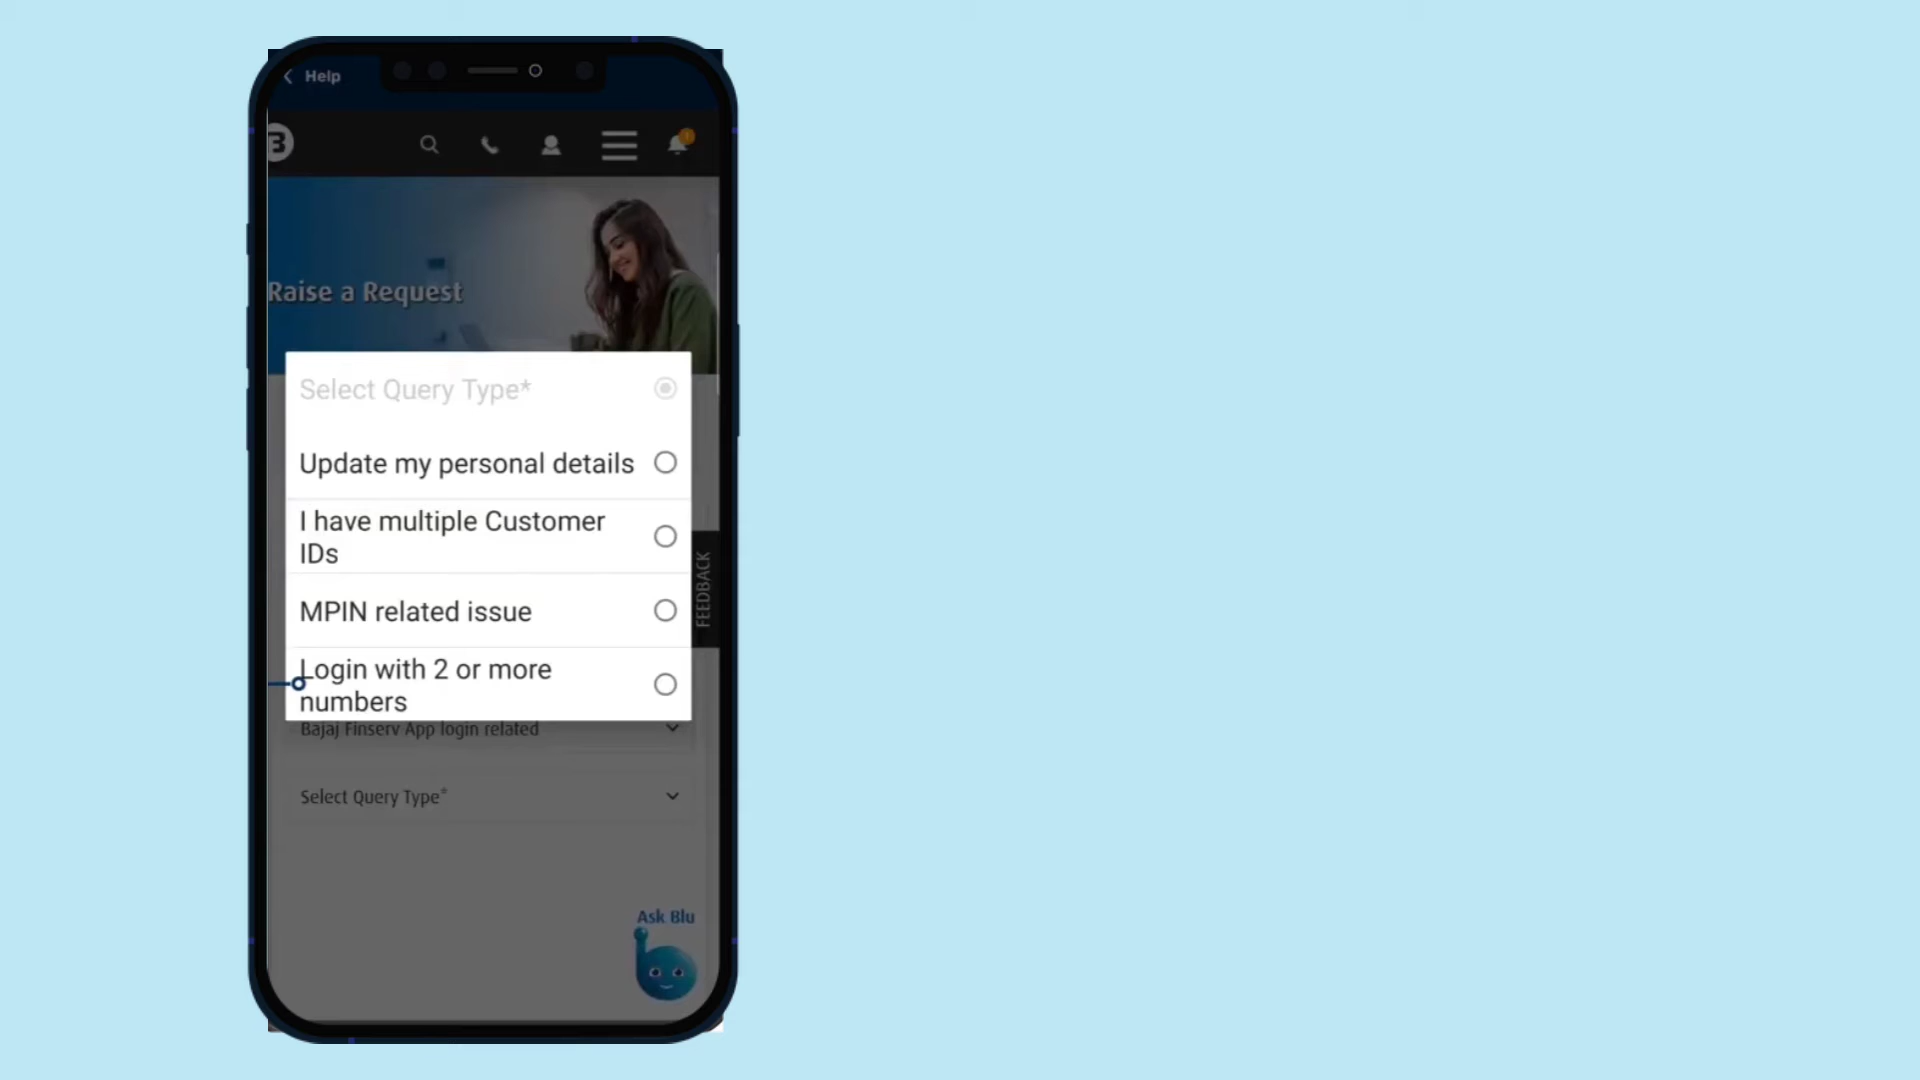 Help
B
1
Raise a Request
Select Query Type*
Update my personal details
I have multiple Customer
IDs
MPIN related issue
Login with 2 or more
numbers
FEEDBACK
Bajaj Finserv App login related
Select Query Type*
Ask Blu